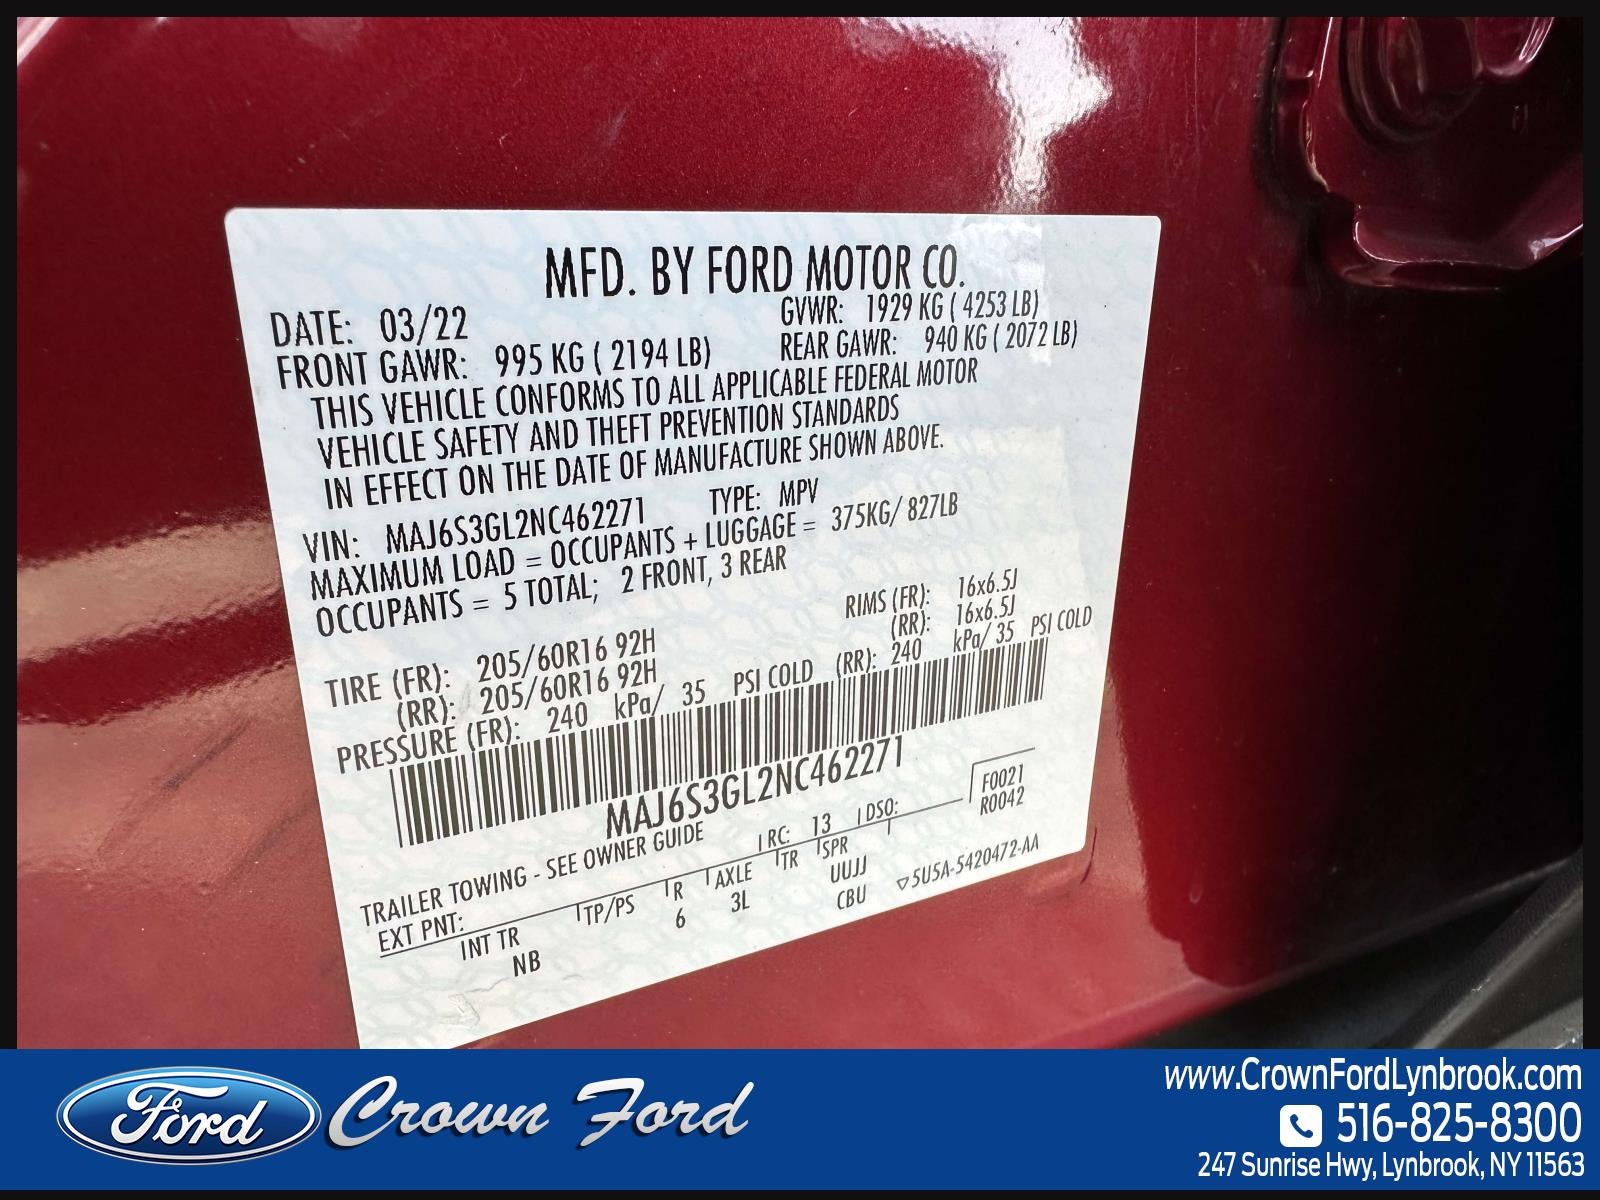 MFD. BY FORD MOTOR CO.
DATE: 03/22
GVWR: 1929 KG ( 4253 LB)
FRONT GAWR: 995 KG ( 2194 LB)
REAR GAWR: 940 KG ( 2072 LB)
THIS VEHICLE CONFORMS TO ALL APPLICABLE FEDERAL MOTOR
VEHICLE SAFETY AND THEFT PREVENTION STANDARDS
IN EFFECT ON THE DATE OF MANUFACTURE SHOWN ABOVE.
VIN: MAJ6S3GL2NC462271 TYPE: MPV
MAXIMUM LOAD = OCCUPANTS + LUGGAGE = 375KG/ 827LB
OCCUPANTS = 5 TOTAL; 2 FRONT, 3 REAR
TIRE (FR): 205/60R16 92H RIMS (FR): 16x6.5J
(RR): 205/60R16 92H (RR): 16x6.5J
PRESSURE (FR): 240 kPa/ 35 PSI COLD (RR): 240 kPa/ 35 PSI COLD
MAJ6S3GL2NC462271
TRAILER TOWING - SEE OWNER GUIDE
F0021
EXT PNT: RC: 13 DSO: R0042
INT TR TP/PS R AXLE TR SPR
NB 6 3L UUJJ
CBU
▽5U5A-5420472-AA
Ford Crown Ford
www.CrownFordLynbrook.com
516-825-8300
247 Sunrise Hwy, Lynbrook, NY 11563